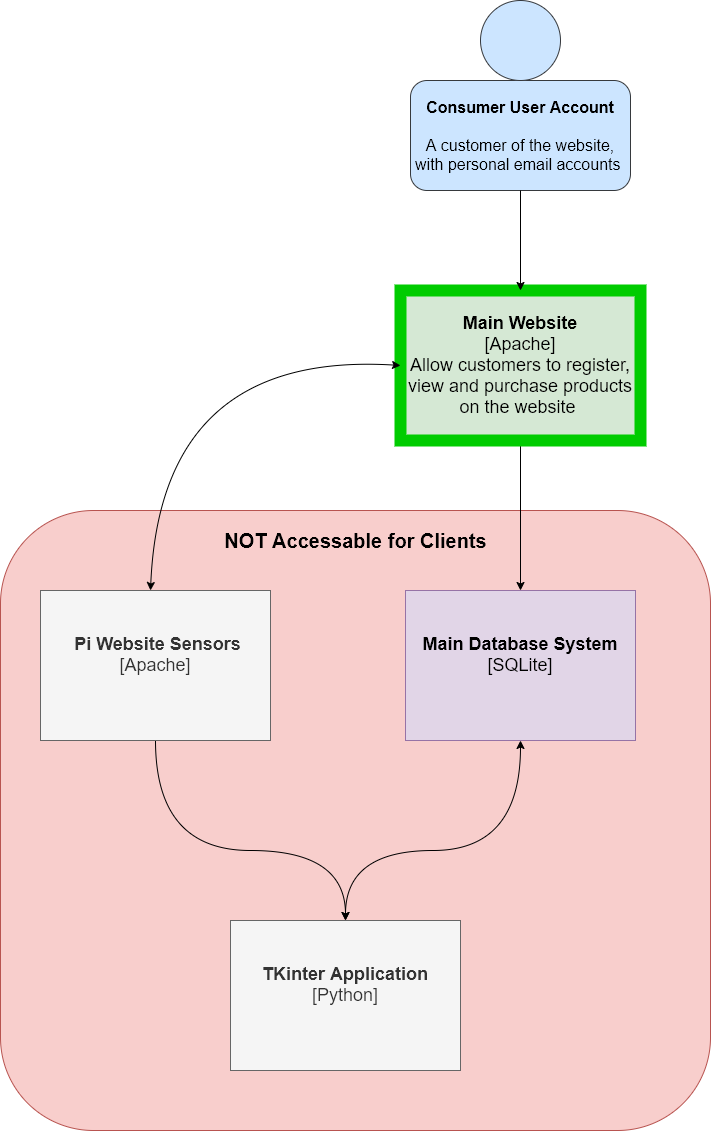 Consumer User Account
A customer of the website,
with personal email accounts
Main Website
[Apache]
Allow customers to register,
view and purchase products
on the website
NOT Accessable for Clients
Pi Website Sensors
[Apache]
Main Database System
[SQLite]
TKinter Application
[Python]